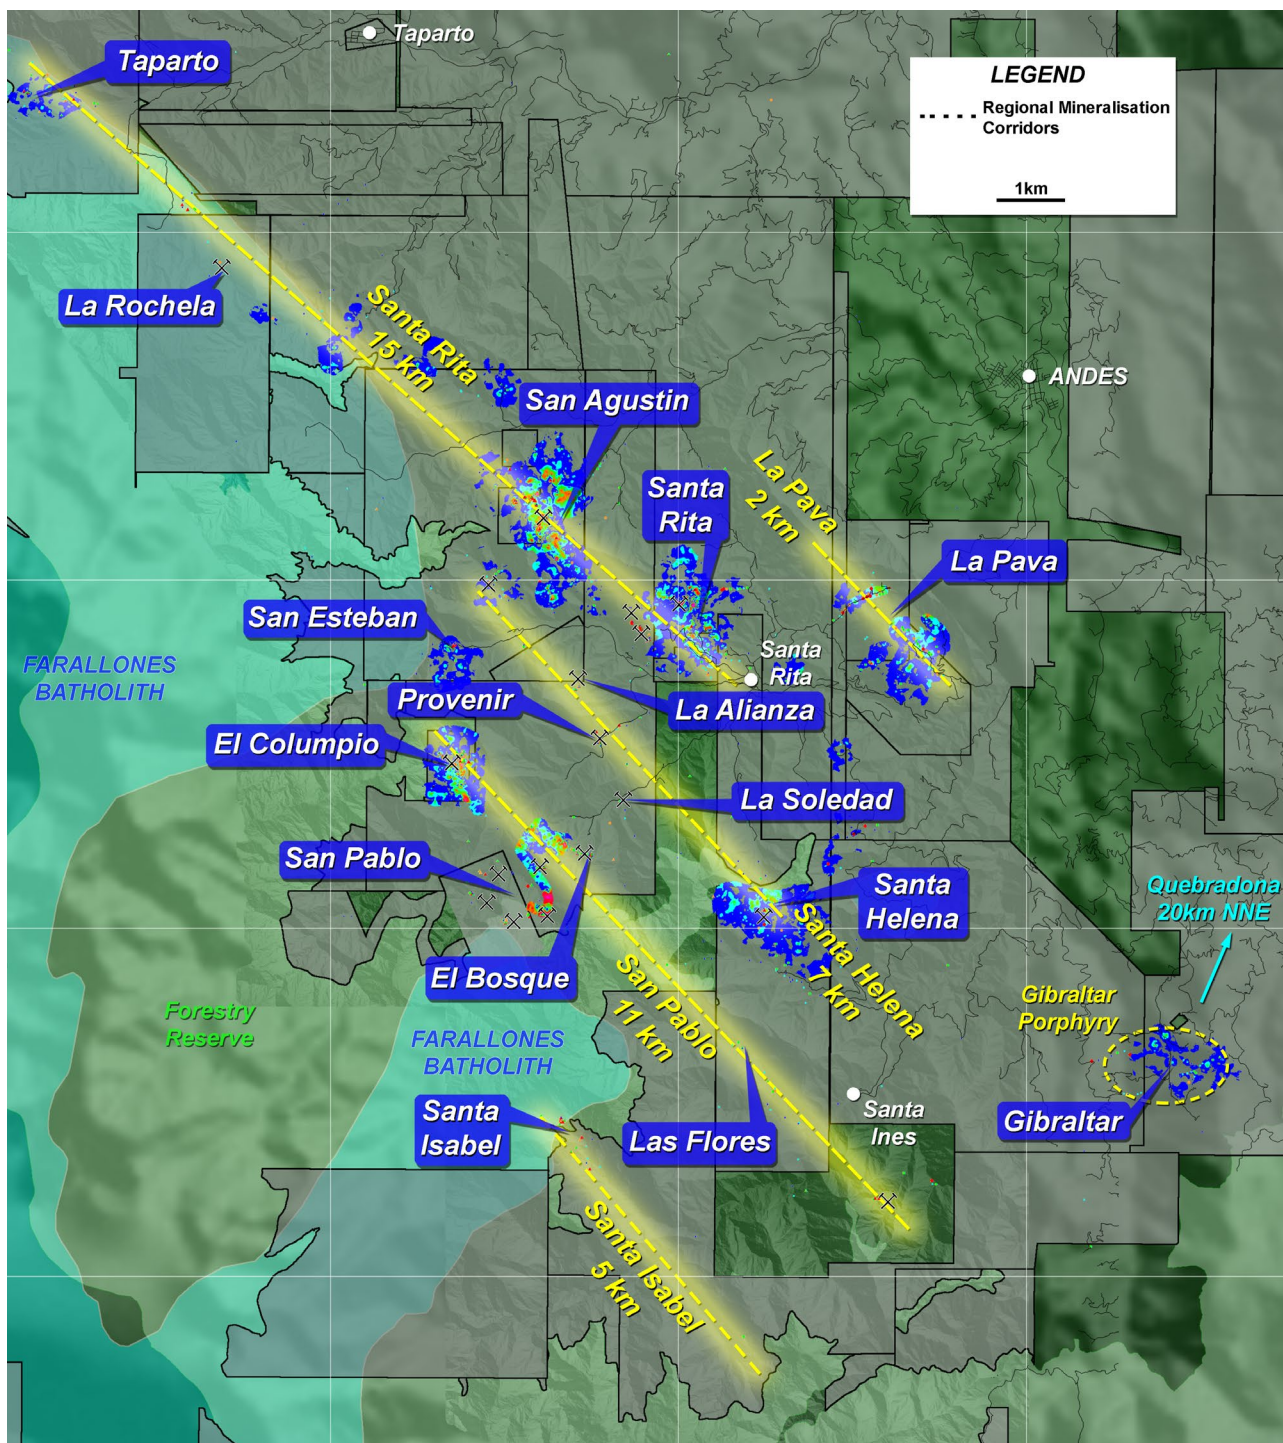 Taparto
Taparto
LEGEND
Regional Mineralisation
Corridors
1km
La Rochela
Santa Rita
15 km
ANDES
San Agustin
La Pava
2 km
Santa
Rita
La Pava
San Esteban
FARALLONES
BATHOLITH
Santa
Rita
Provenir
La Alianza
El Columpio
La Soledad
San Pablo
Santa
Helena
Quebradona
20km NNE
Santa Helena
7 km
El Bosque
San Pablo
11 km
Gibraltar
Porphyry
Forestry
Reserve
FARALLONES
BATHOLITH
Santa
Isabel
Las Flores
Santa
Ines
Gibraltar
Santa Isabel
5 km